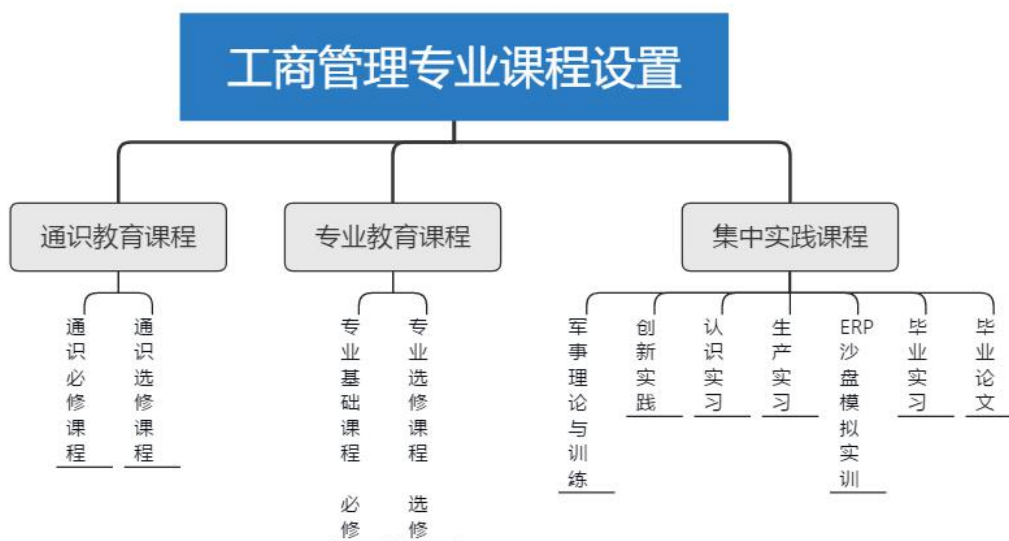 工商管理专业课程设置
通识教育课程
专业教育课程
集中实践课程
通识必修课程
通识选修课程
专业基础课程 必修
专业选修课程 选修
军事理论与训练
创新实践
认识实习
生产实习
ERP沙盘模拟实训
毕业实习
毕业论文